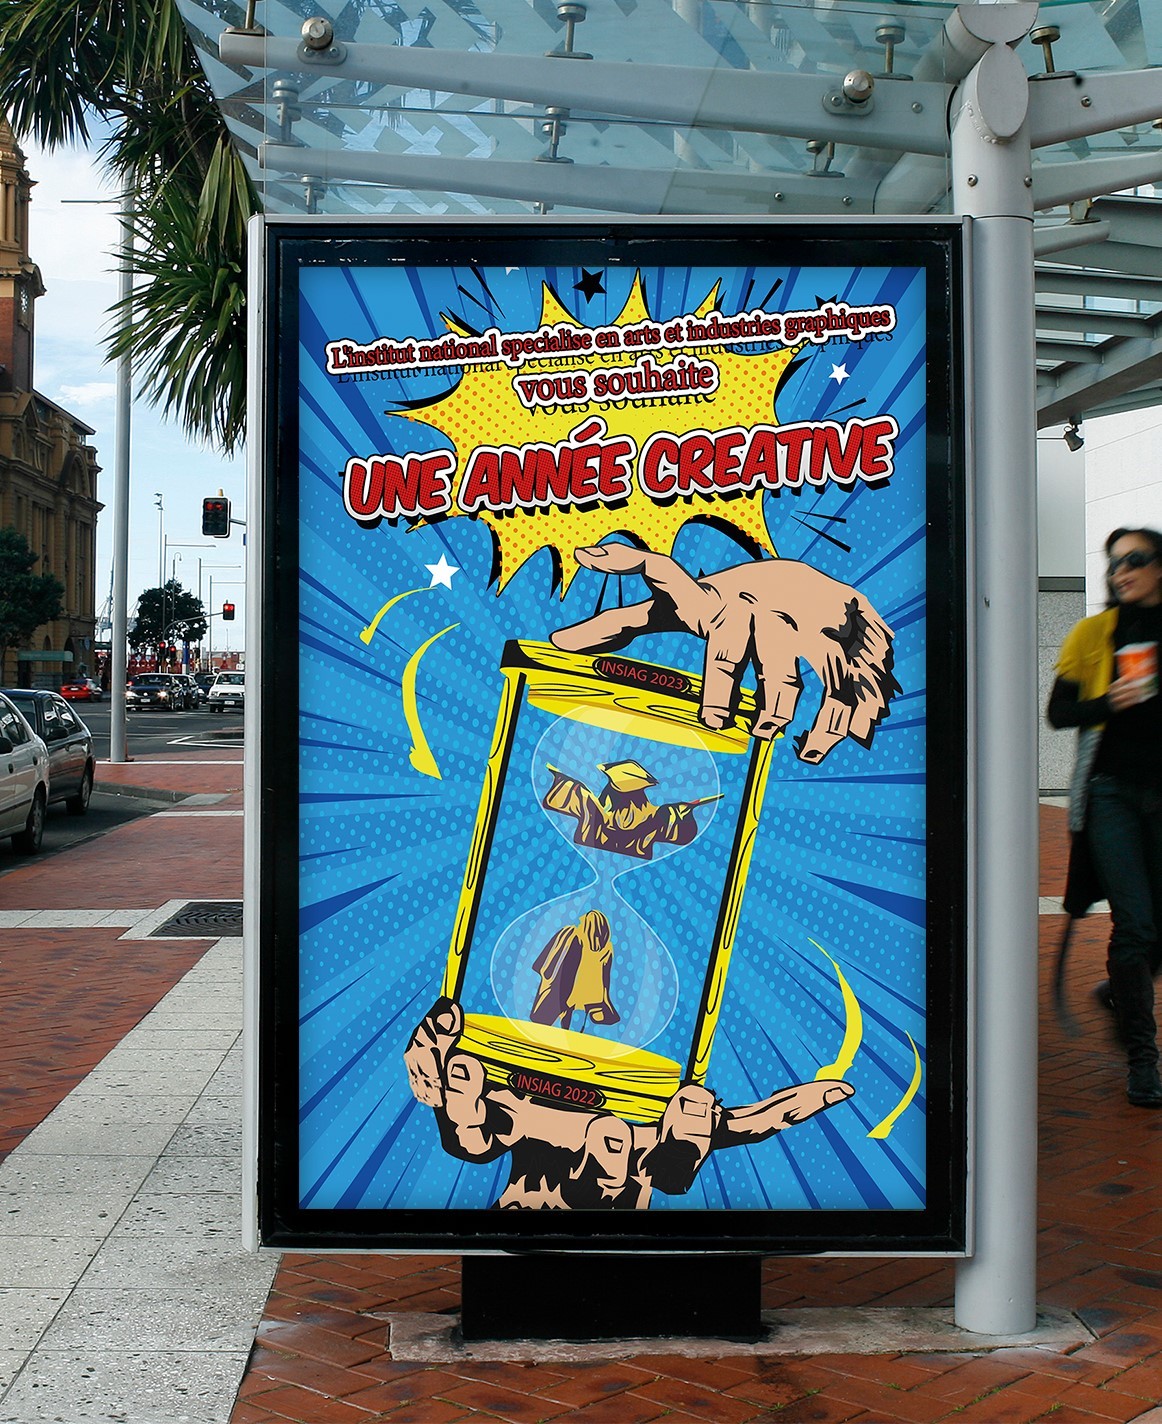 L'institut national specialise en arts et industries graphiques
vous souhaite
UNE ANNÉE CREATIVE
INSIAG 2023
INSIAG 2022